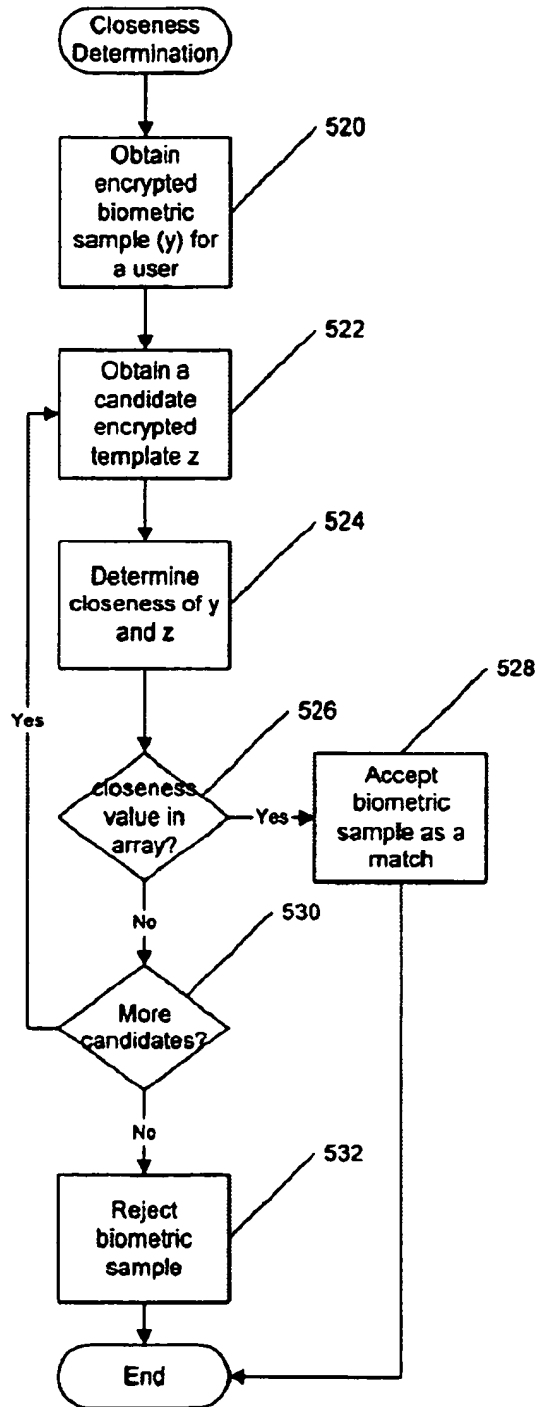 Closeness
Determination
520
Obtain
encrypted
biometric
sample (y) for
a user
522
Obtain a
candidate
encrypted
template z
524
Determine
closeness of y
and z
528
Yes
526
closeness
value in
array?
Yes
Accept
biometric
sample as a
match
No
530
More
candidates?
No
532
Reject
biometric
sample
End